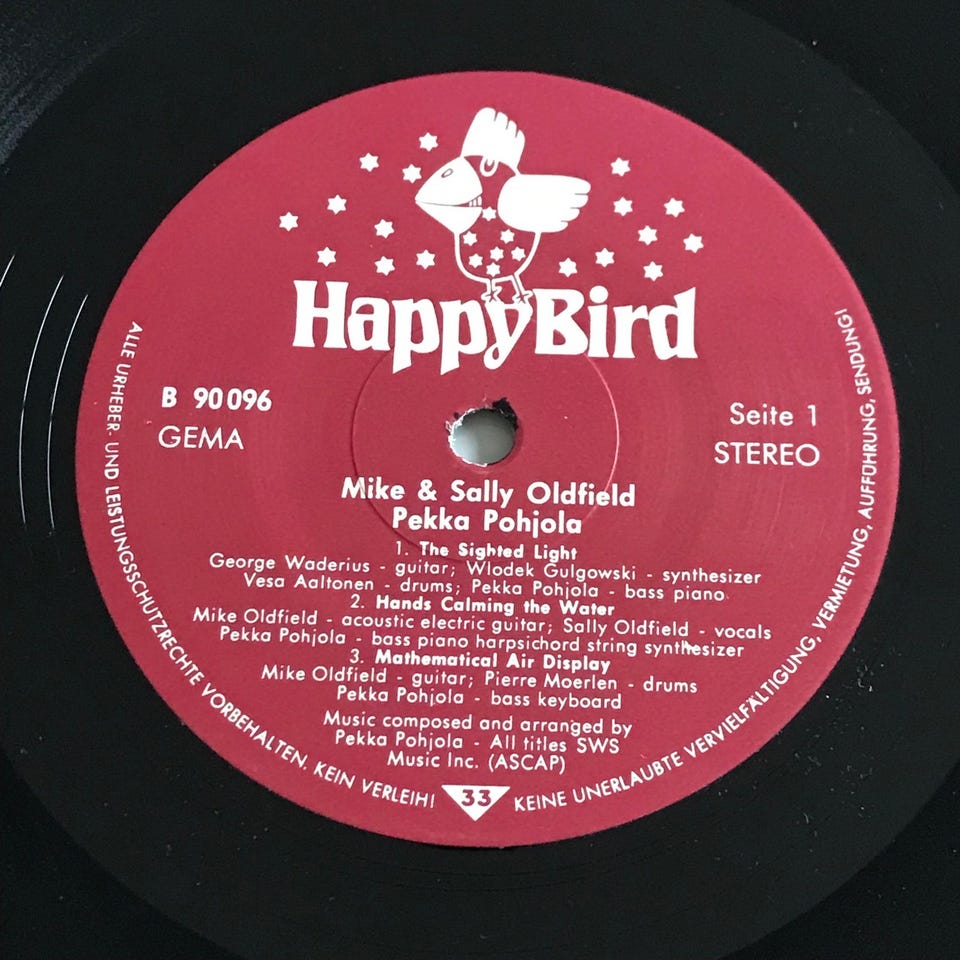 HappyBird
B 90096
GEMA
Seite 1
STEREO
Mike & Sally Oldfield
Pekka Pohjola
1. The Sighted Light
George Waderius - guitar; Wlodek Gulgowski - synthesizer
Vesa Aaltonen - drums; Pekka Pohjola - bass piano
2. Hands Calming the Water
Mike Oldfield - acoustic electric guitar; Sally Oldfield - vocals
Pekka Pohjola - bass piano harpsichord string synthesizer
3. Mathematical Air Display
Mike Oldfield - guitar; Pierre Moerlen - drums
Pekka Pohjola - bass keyboard
Music composed and arranged by
Pekka Pohjola - All titles SWS
Music Inc. (ASCAP)
ALLE URHEBER- UND LEISTUNGSSCHUTZRECHTE VORBEHALTEN. KEIN VERLEIH!
33
KEINE UNERLAUBTE VERVIELFÄLTIGUNG, VERMIETUNG, AUFFÜHRUNG, SENDUNG!